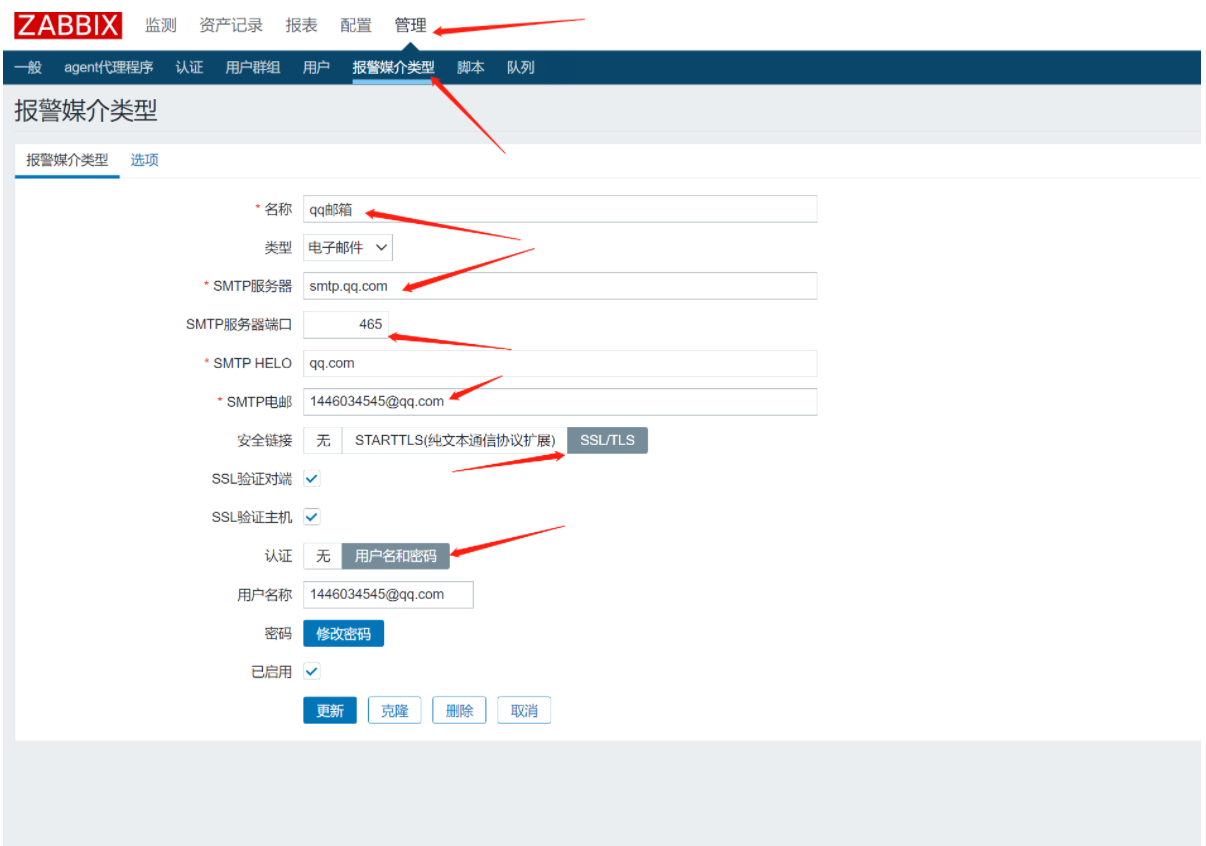 ZABBIX 监测 资产记录 报表 配置 管理
一般 agent代理程序 认证 用户群组 用户 报警媒介类型 脚本 队列
报警媒介类型
报警媒介类型 选项
* 名称 qq邮箱
类型 电子邮件
* SMTP服务器 smtp.qq.com
SMTP服务器端口 465
* SMTP HELO qq.com
* SMTP电邮 1446034545@qq.com
安全链接 无 STARTTLS(纯文本通信协议扩展) SSL/TLS
SSL验证对端
SSL验证主机
认证 无 用户名和密码
用户名称 1446034545@qq.com
密码 修改密码
已启用
更新 克隆 删除 取消